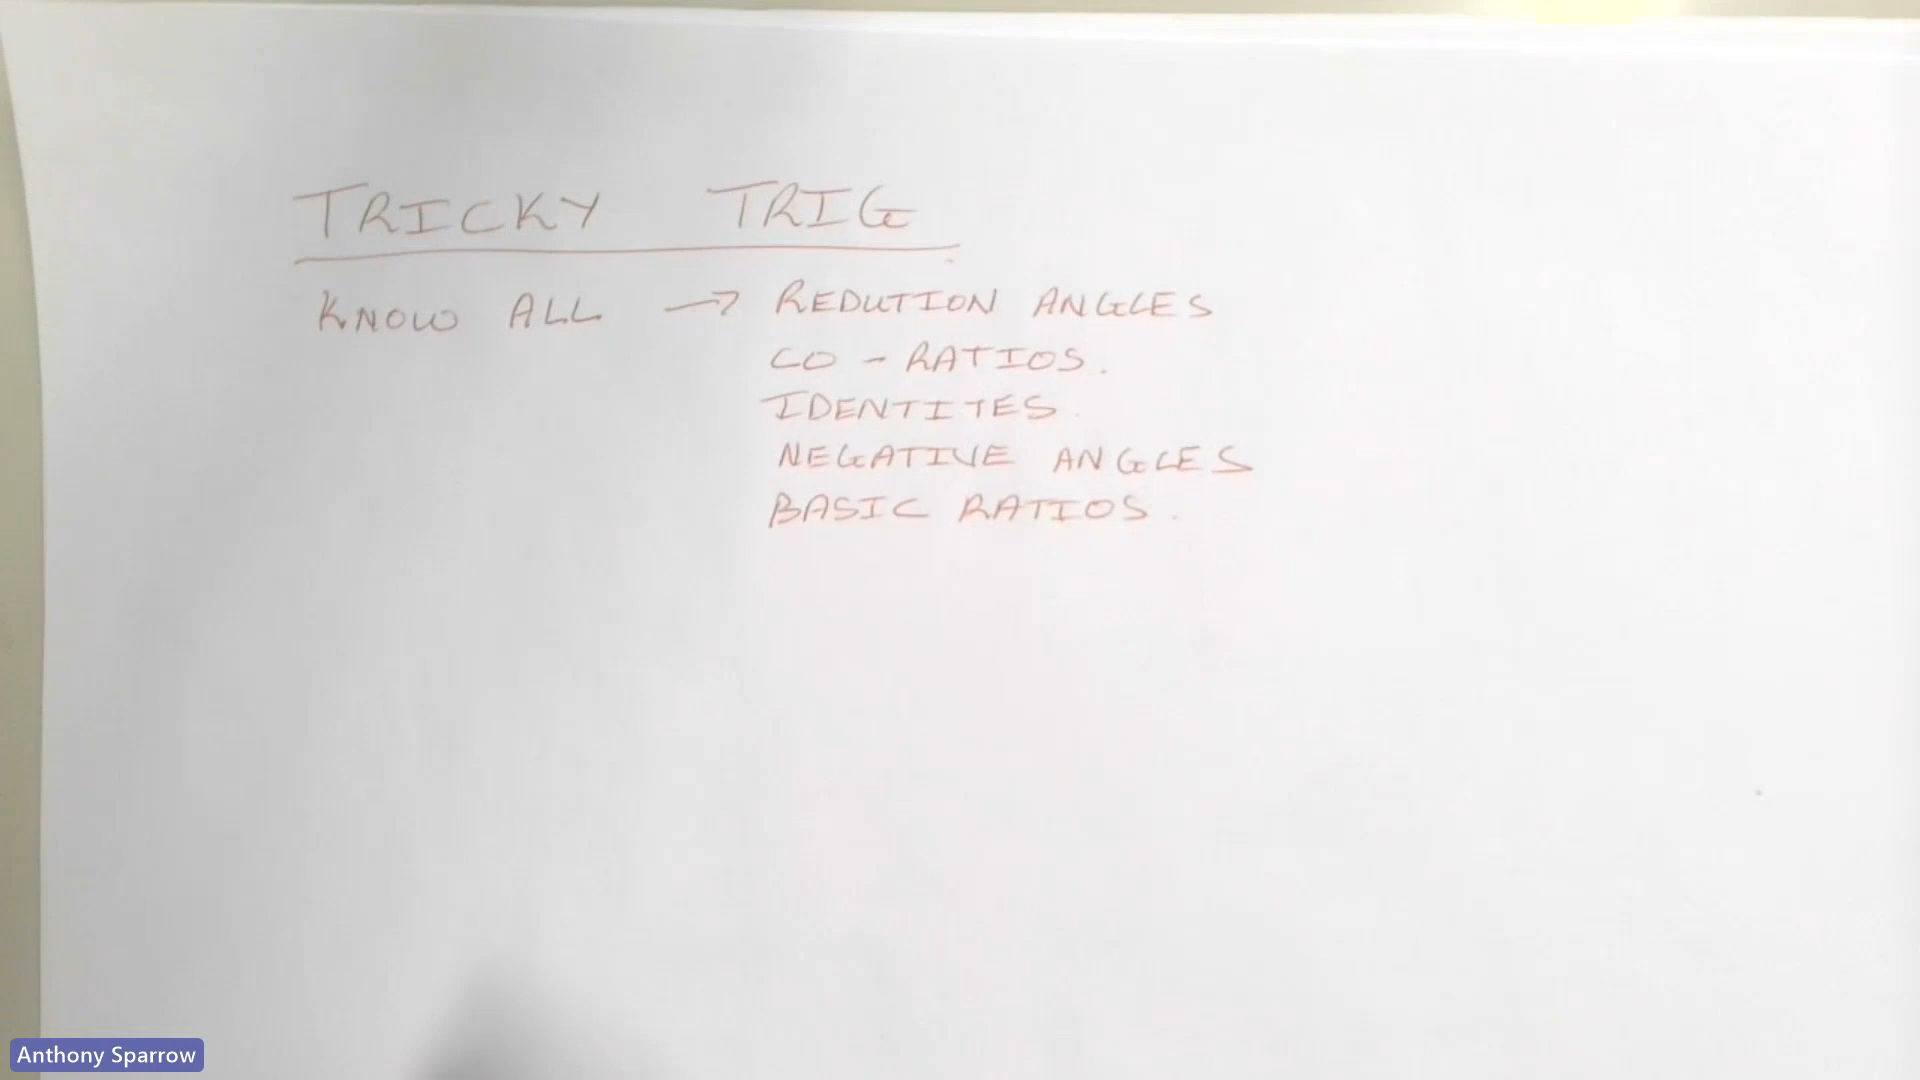 TRICKY TRIG
KNOW ALL → REDUTION ANGLES
CO - RATIOS.
IDENTITES
NEGATIVE ANGLES
BASIC RATIOS.
Anthony Sparrow